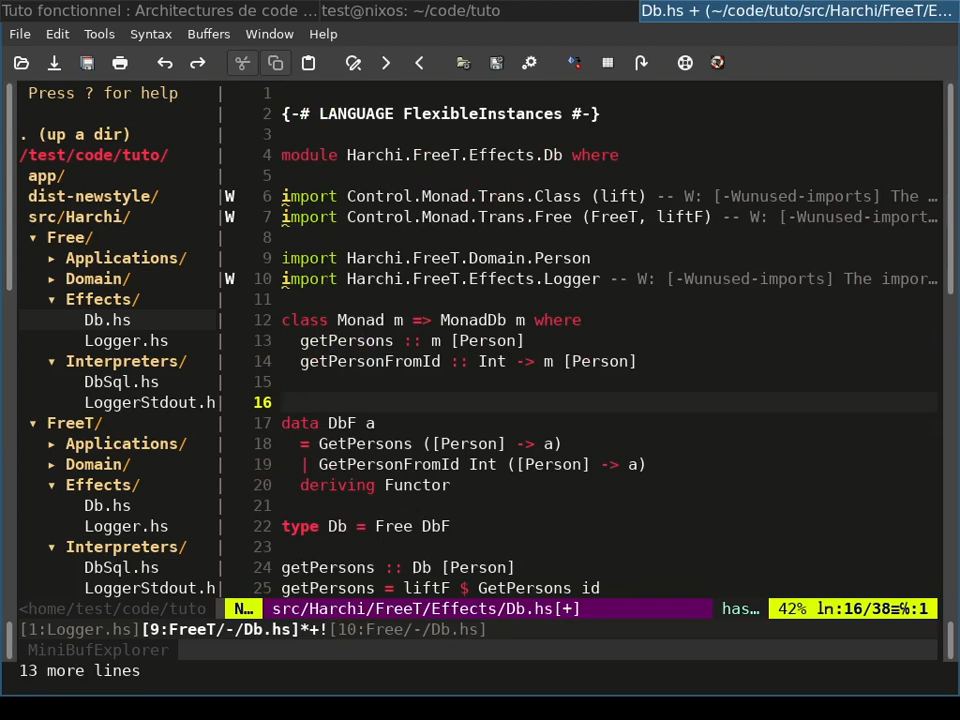 Tuto fonctionnel : Architectures de code ... test@nixos: ~/code/tuto Db.hs + (~/code/tuto/src/Harchi/FreeT/E...
File Edit Tools Syntax Buffers Window Help
Press ? for help
. (up a dir)
/test/code/tuto/
app/
dist-newstyle/
src/Harchi/
▾ Free/
▸ Applications/
▸ Domain/
▾ Effects/
Db.hs
Logger.hs
▾ Interpreters/
DbSql.hs
LoggerStdout.h
▾ FreeT/
▸ Applications/
▸ Domain/
▾ Effects/
Db.hs
Logger.hs
▾ Interpreters/
DbSql.hs
LoggerStdout.h
<home/test/code/tuto
1
2 {-# LANGUAGE FlexibleInstances #-}
3
4 module Harchi.FreeT.Effects.Db where
5
W 6 import Control.Monad.Trans.Class (lift) -- W: [-Wunused-imports] The …
W 7 import Control.Monad.Trans.Free (FreeT, liftF) -- W: [-Wunused-import…
8
9 import Harchi.FreeT.Domain.Person
W 10 import Harchi.FreeT.Effects.Logger -- W: [-Wunused-imports] The impor…
11
12 class Monad m => MonadDb m where
13 getPersons :: m [Person]
14 getPersonFromId :: Int -> m [Person]
15
16
17 data DbF a
18 = GetPersons ([Person] -> a)
19 | GetPersonFromId Int ([Person] -> a)
20 deriving Functor
21
22 type Db = Free DbF
23
24 getPersons :: Db [Person]
25 getPersons = liftF $ GetPersons id
N… src/Harchi/FreeT/Effects/Db.hs[+] has… 42% ln:16/38≡℅:1
[1:Logger.hs][9:FreeT/-/Db.hs]*+![10:Free/-/Db.hs]
MiniBufExplorer
13 more lines